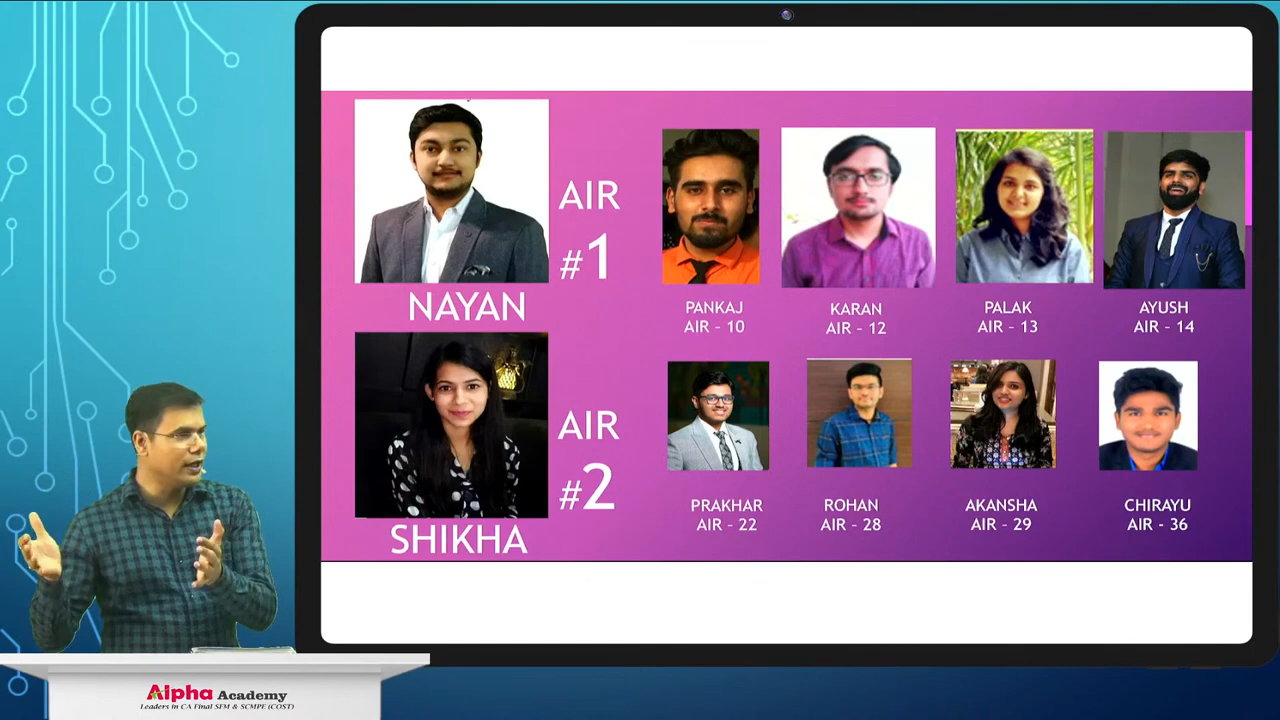 AIR
#1
NAYAN
AIR
#2
SHIKHA
PANKAJ
AIR - 10
KARAN
AIR - 12
PALAK
AIR - 13
AYUSH
AIR - 14
PRAKHAR
AIR - 22
ROHAN
AIR - 28
AKANSHA
AIR - 29
CHIRAYU
AIR - 36
Alpha Academy
Leaders in CA Final SFM & SCMPE (COST)